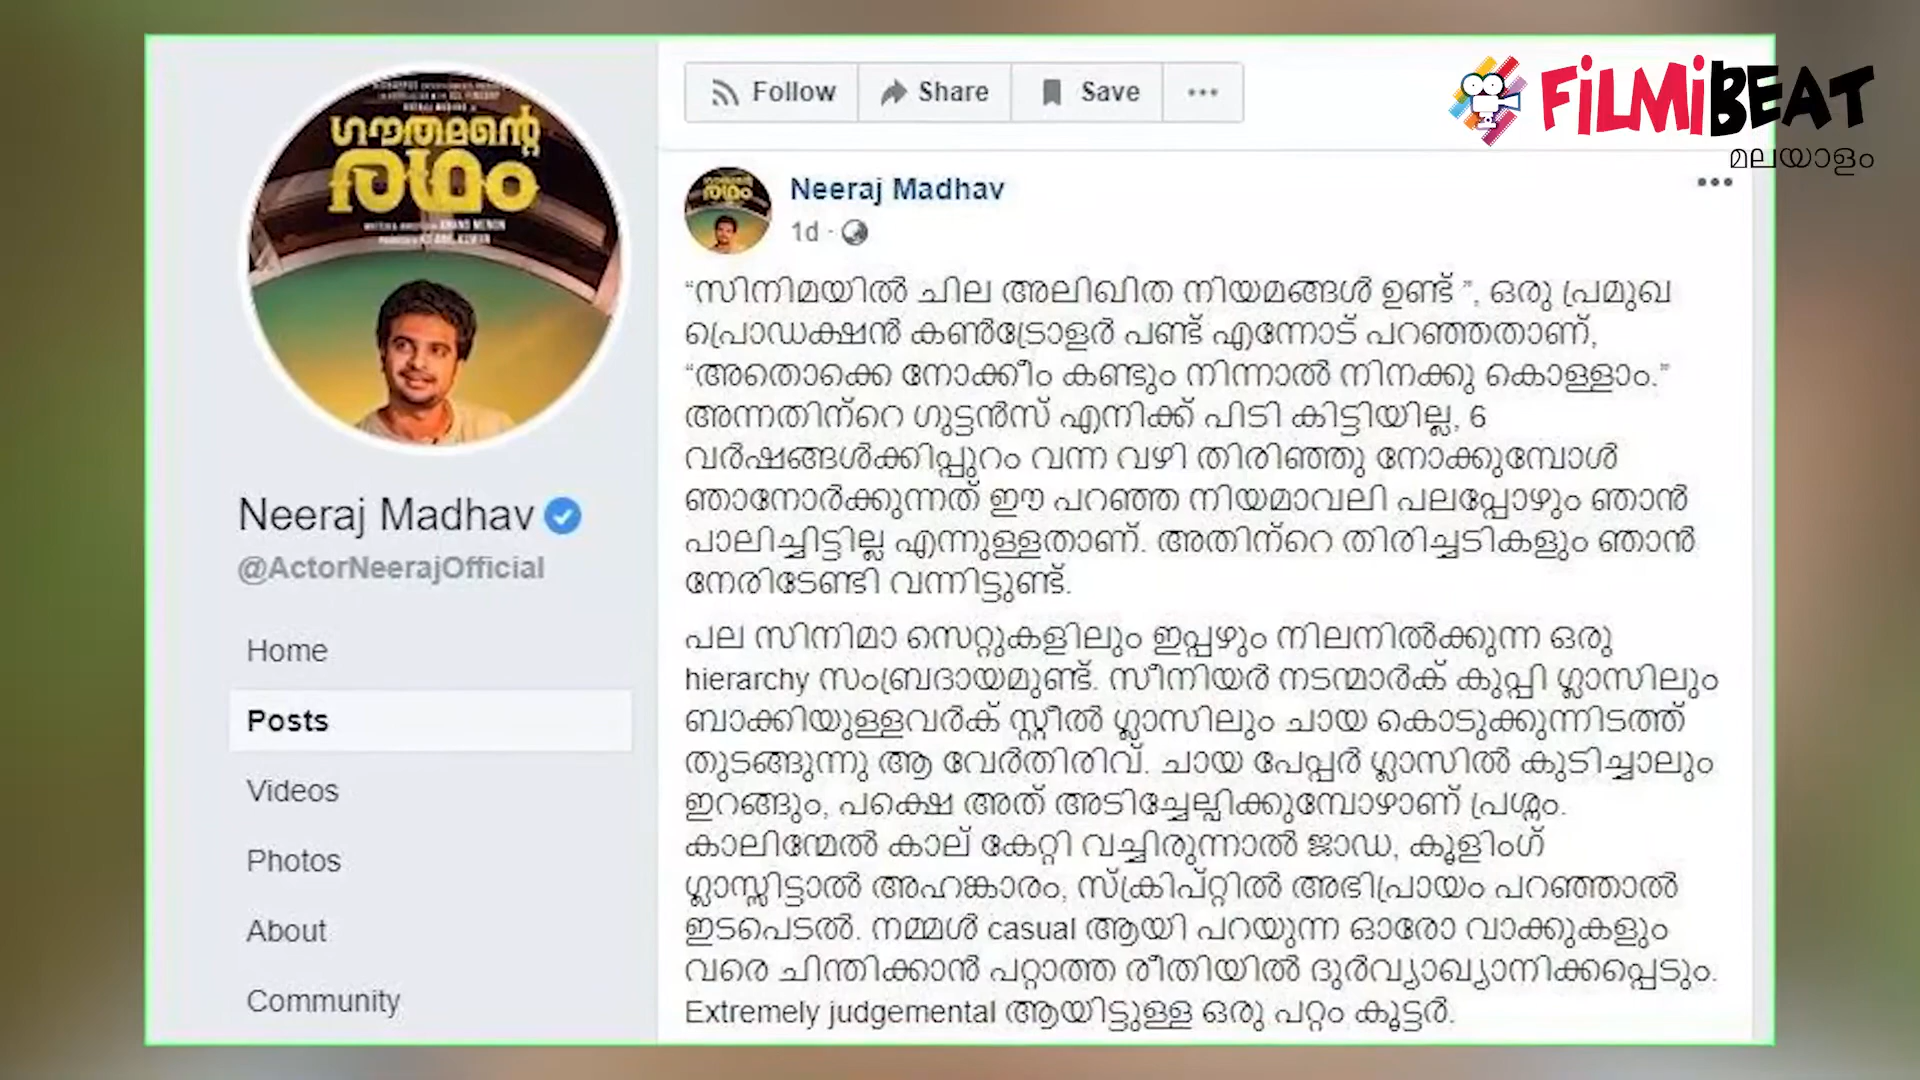 FiLMiBEAT
മലയാളം
ഗൗതമന്റെ
രഥം
Neeraj Madhav
@ActorNeerajOfficial
Home
Posts
Videos
Photos
About
Community
Follow
Share
Save
Neeraj Madhav
1d ·
“സിനിമയിൽ ചില അലിഖിത നിയമങ്ങൾ ഉണ്ട് ”, ഒരു പ്രമുഖ
പ്രൊഡക്ഷൻ കൺട്രോളർ പണ്ട് എന്നോട് പറഞ്ഞതാണ്,
“അതൊക്കെ നോക്കീം കണ്ടും നിന്നാൽ നിനക്കു കൊള്ളാം.”
അന്നതിന്റെ ഗുട്ടൻസ് എനിക്ക് പിടി കിട്ടിയില്ല, 6
വർഷങ്ങൾക്കിപ്പുറം വന്ന വഴി തിരിഞ്ഞു നോക്കുമ്പോൾ
ഞാനോർക്കുന്നത് ഈ പറഞ്ഞ നിയമാവലി പലപ്പോഴും ഞാൻ
പാലിച്ചിട്ടില്ല എന്നുള്ളതാണ്. അതിന്റെ തിരിച്ചടികളും ഞാൻ
നേരിടേണ്ടി വന്നിട്ടുണ്ട്.
പല സിനിമാ സെറ്റുകളിലും ഇപ്പഴും നിലനിൽക്കുന്ന ഒരു
hierarchy സംബ്രദായമുണ്ട്. സീനിയർ നടന്മാർക് കുപ്പി ഗ്ലാസിലും
ബാക്കിയുള്ളവർക് സ്റ്റീൽ ഗ്ലാസിലും ചായ കൊടുക്കുന്നിടത്ത്
തുടങ്ങുന്നു ആ വേർതിരിവ്. ചായ പേപ്പർ ഗ്ലാസിൽ കുടിച്ചാലും
ഇറങ്ങും, പക്ഷെ അത് അടിച്ചേല്പിക്കുമ്പോഴാണ് പ്രശ്നം.
കാലിന്മേൽ കാല് കേറ്റി വച്ചിരുന്നാൽ ജാഡ, കൂളിംഗ്
ഗ്ലാസ്സിട്ടാൽ അഹങ്കാരം, സ്ക്രിപ്റ്റിൽ അഭിപ്രായം പറഞ്ഞാൽ
ഇടപെടൽ. നമ്മൾ casual ആയി പറയുന്ന ഓരോ വാക്കുകളും
വരെ ചിന്തിക്കാൻ പറ്റാത്ത രീതിയിൽ ദുർവ്യാഖ്യാനിക്കപ്പെടും.
Extremely judgemental ആയിട്ടുള്ള ഒരു പറ്റം കൂട്ടർ.